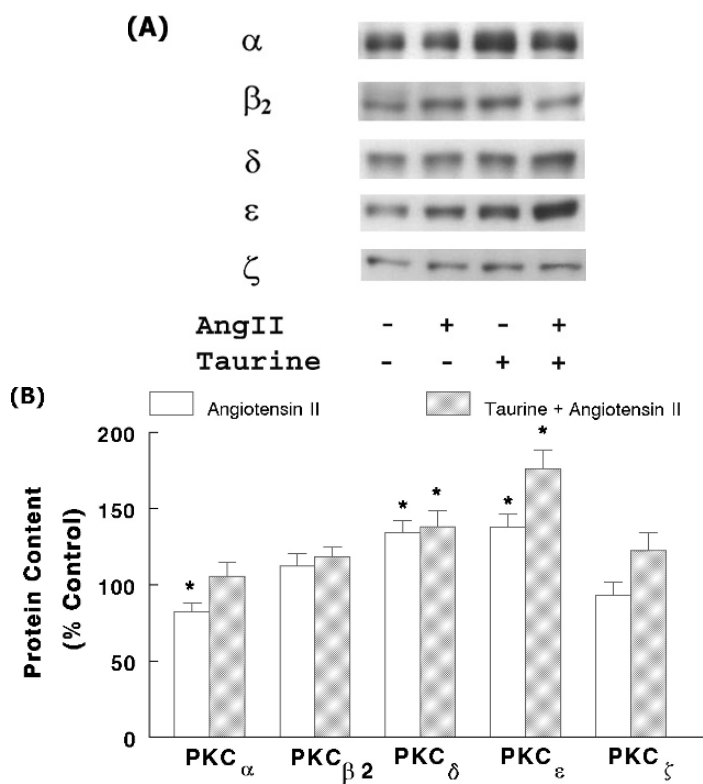 (A)
α
β2
δ
ε
ζ
AngII - + - +
Taurine - - + +
(B)
Angiotensin II
Taurine + Angiotensin II
Protein Content
(% Control)
200
150
100
50
0
* * * * *
PKCα PKCβ2 PKCδ PKCε PKCζ